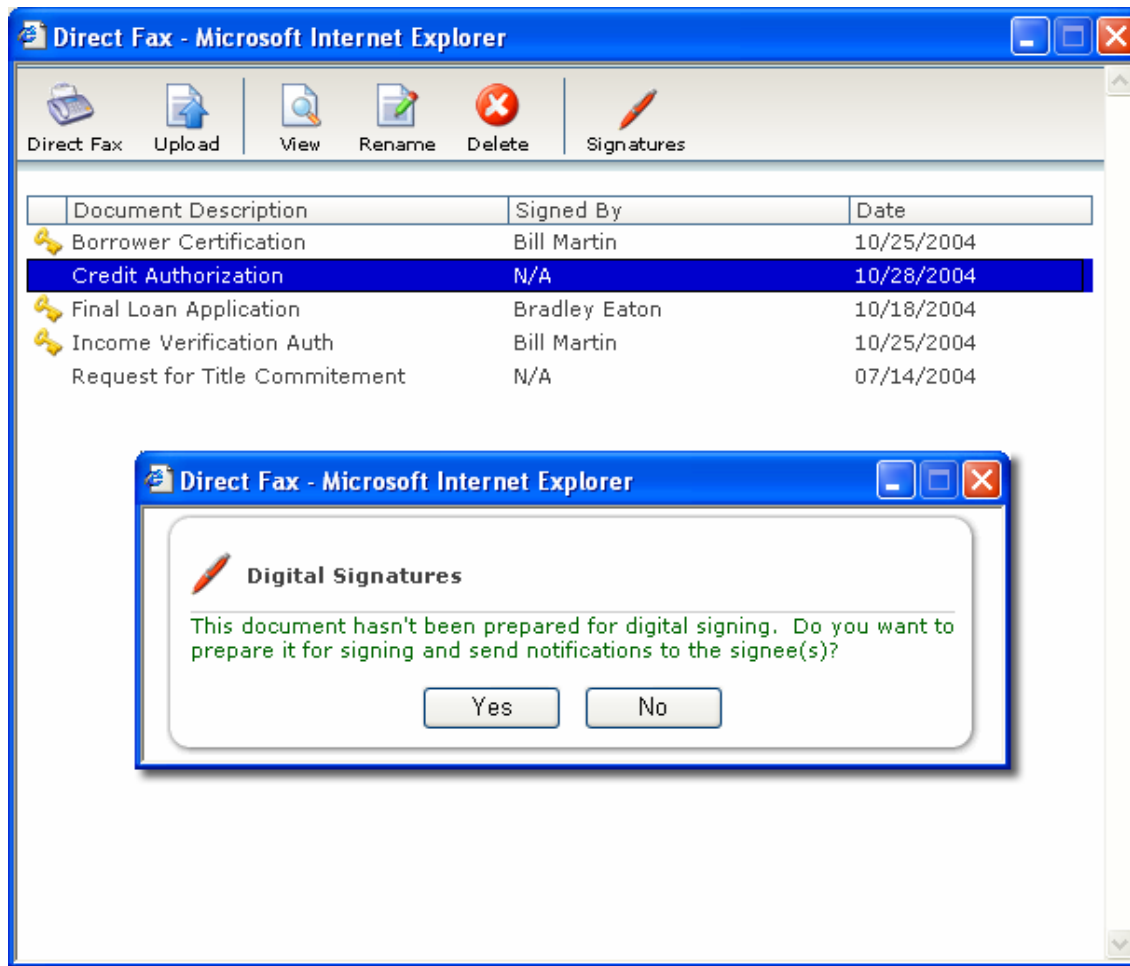 Direct Fax - Microsoft Internet Explorer
Direct Fax Upload View Rename Delete Signatures
Document Description Signed By Date
Borrower Certification Bill Martin 10/25/2004
Credit Authorization N/A 10/28/2004
Final Loan Application Bradley Eaton 10/18/2004
Income Verification Auth Bill Martin 10/25/2004
Request for Title Commitement N/A 07/14/2004
Direct Fax - Microsoft Internet Explorer
Digital Signatures
This document hasn't been prepared for digital signing. Do you want to
prepare it for signing and send notifications to the signee(s)?
Yes No